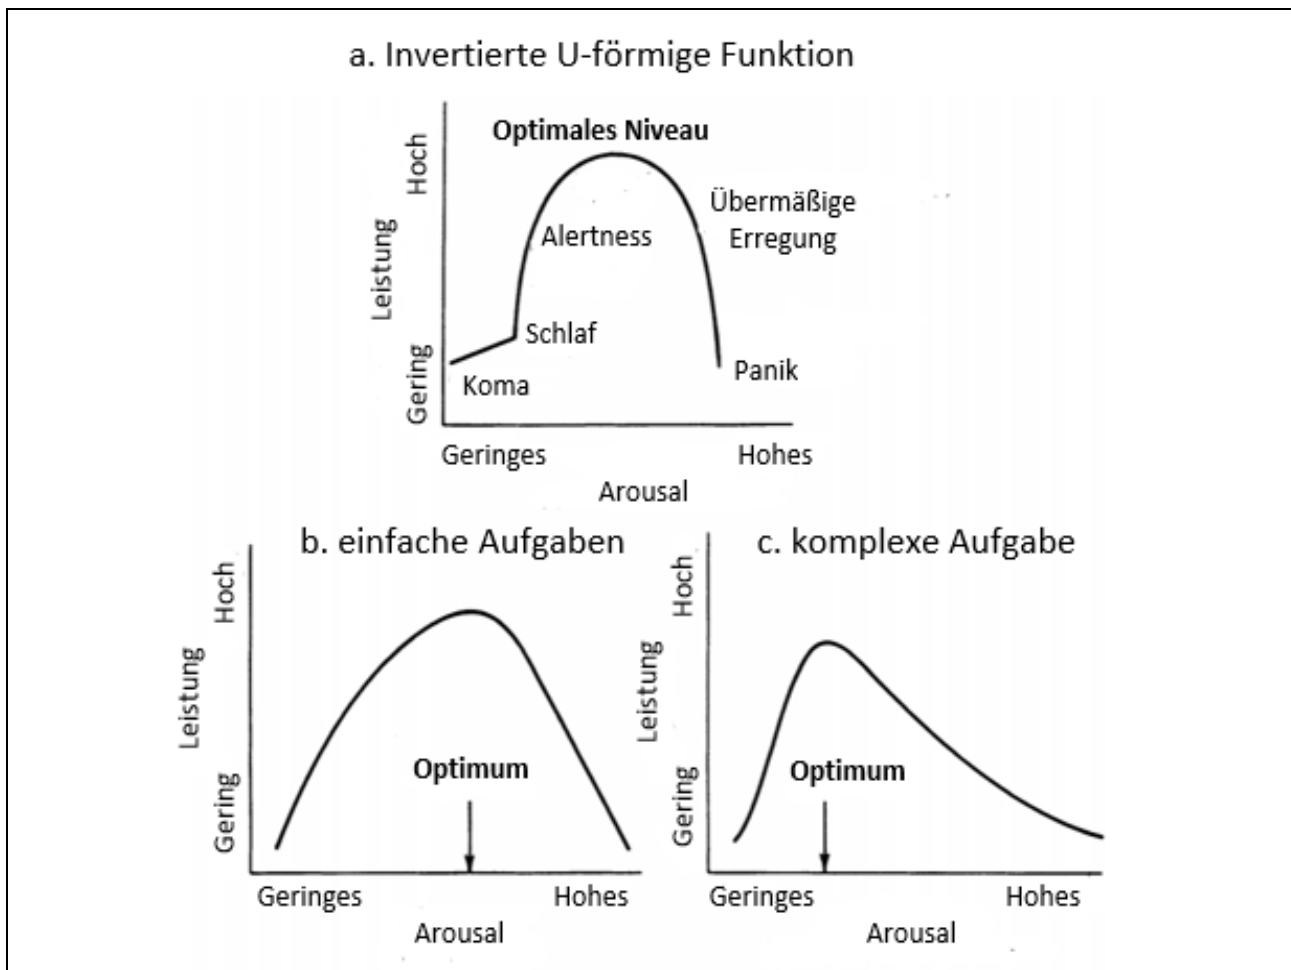 a. Invertierte U-förmige Funktion
Optimales Niveau
Hoch
Leistung
Gering
Alertness
Übermäßige
Erregung
Schlaf
Koma
Panik
Geringes
Hohes
Arousal
b. einfache Aufgaben
Hoch
Leistung
Gering
Optimum
Geringes
Hohes
Arousal
c. komplexe Aufgabe
Hoch
Leistung
Gering
Optimum
Geringes
Hohes
Arousal